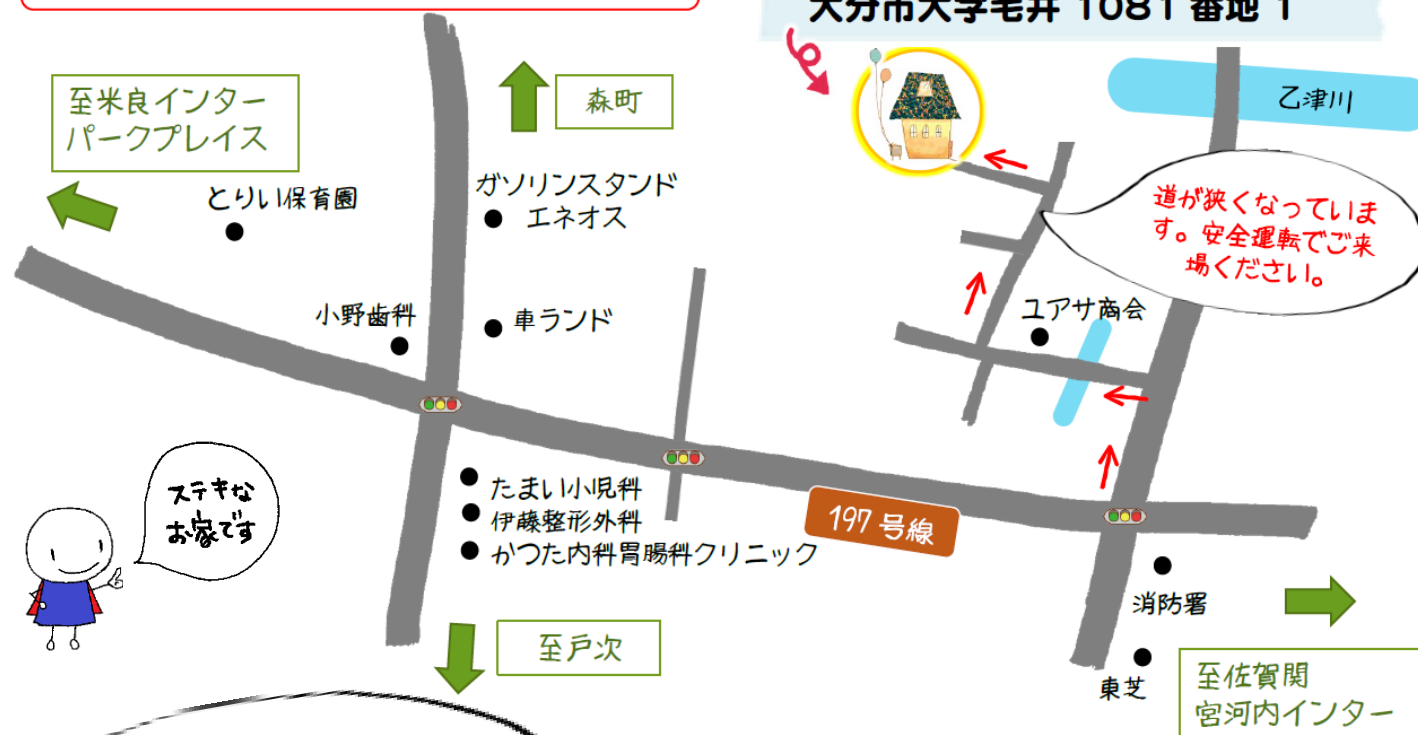 大分市大字毛井 1081 番地 1
至米良インター
パークプレイス
森町
乙津川
とりい保育園
ガソリンスタンド
エネオス
道が狭くなっていま
す。安全運転でご来
場ください。
小野歯科
車ランド
ユアサ商会
ステキな
お家です
たまい小児科
伊藤整形外科
かつた内科胃腸科クリニック
197 号線
消防署
至戸次
東芝
至佐賀関
宮河内インター